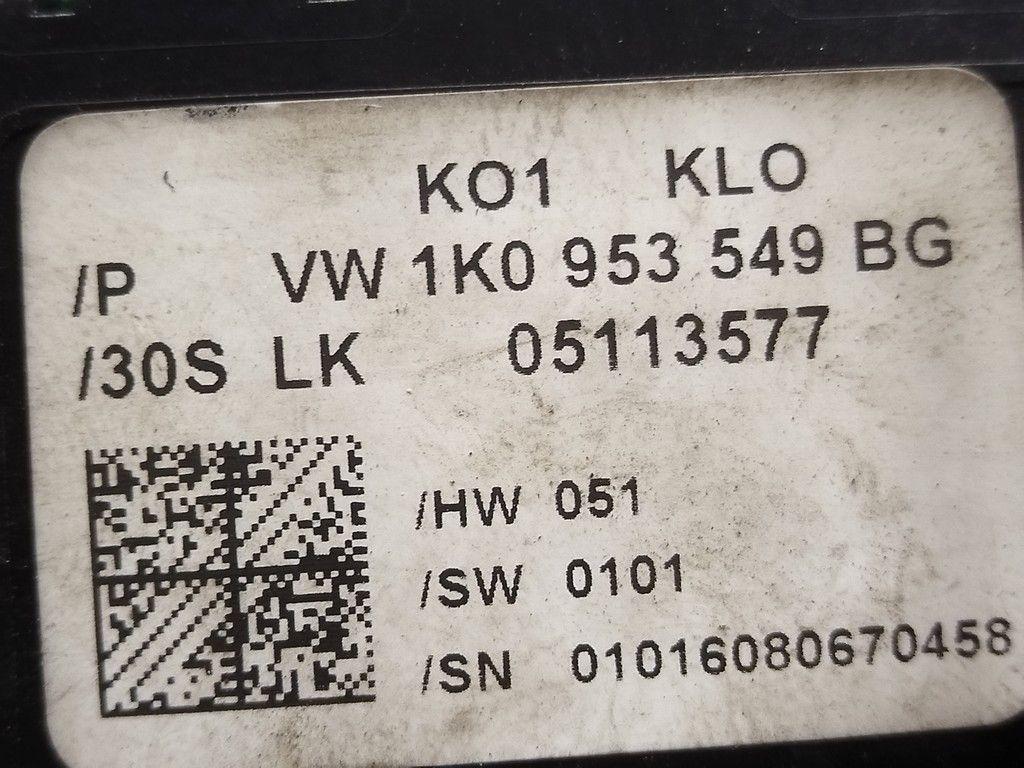 KO1 KLO
/P VW 1K0 953 549 BG
/30S LK 05113577
/HW 051
/SW 0101
/SN 01016080670458